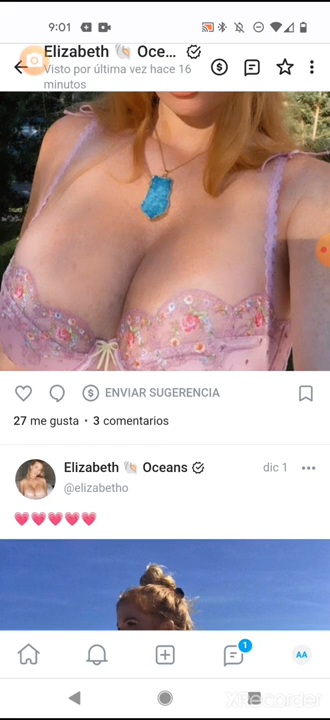 9:01
Elizabeth 🐚 Oce...
Visto por última vez hace 16
minutos
ENVIAR SUGERENCIA
27 me gusta • 3 comentarios
Elizabeth 🐚 Oceans
dic 1
@elizabetho
💗💗💗💗💗
1
AA
XRecorder